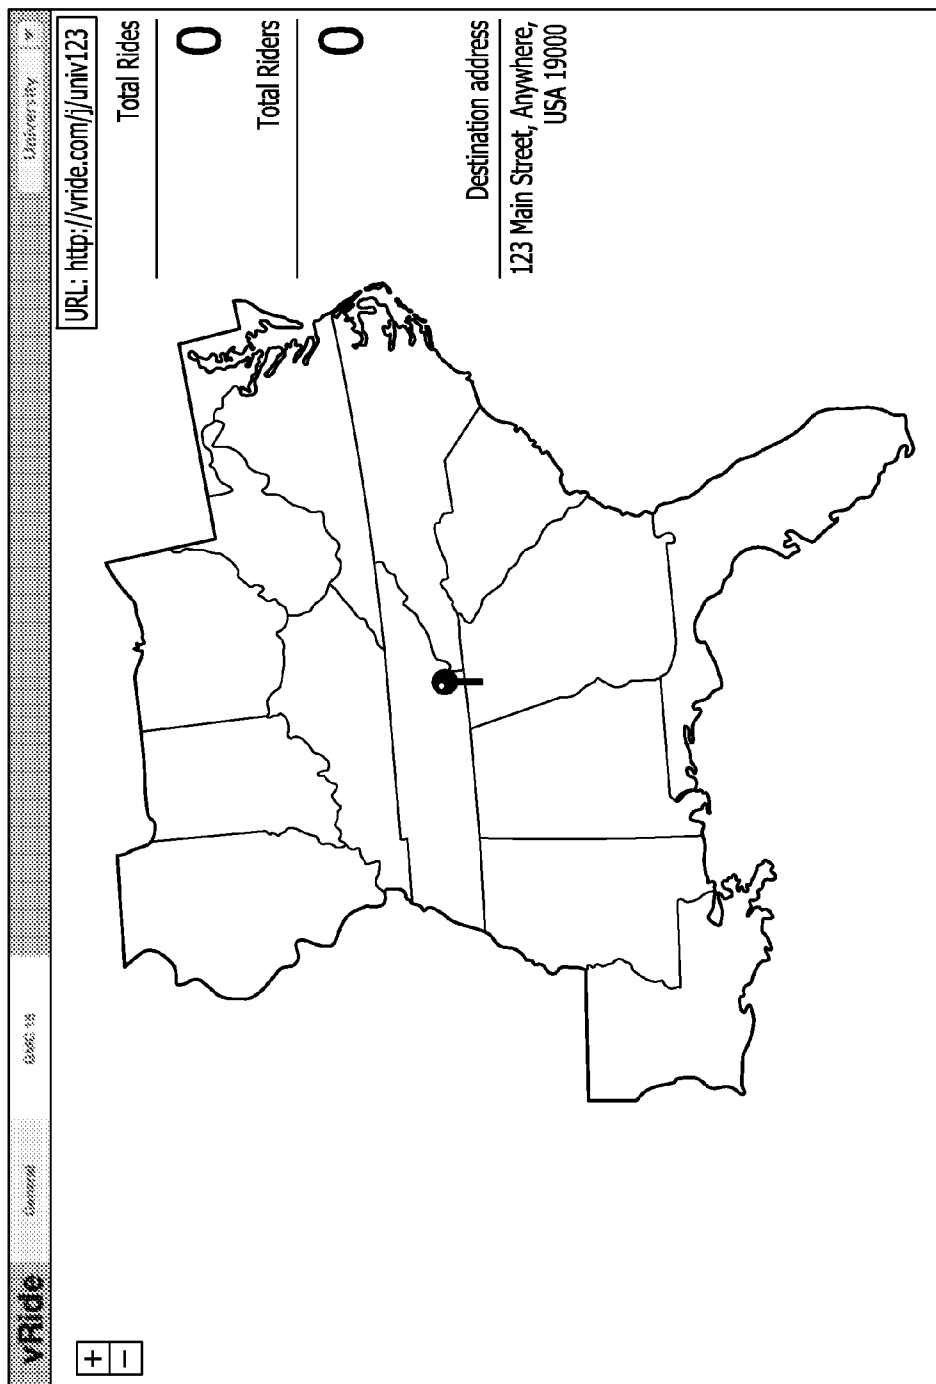 vRide
General
University
URL: http://vride.com/j/univ123
+
−
Total Rides
0
Total Riders
0
Destination address
123 Main Street, Anywhere,
USA 19000